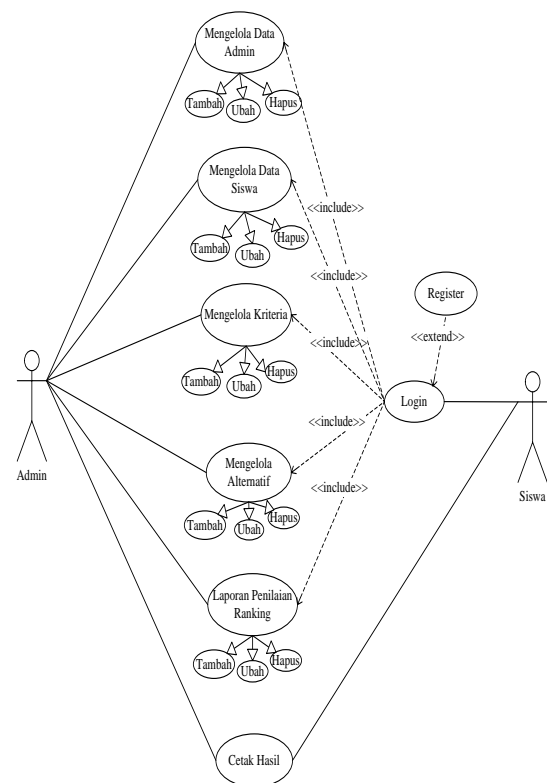 Mengelola Data
Admin
Tambah
Ubah
Hapus
Mengelola Data
Siswa
Tambah
Ubah
Hapus
<<include>>
<<include>>
Mengelola Kriteria
Tambah
Ubah
Hapus
<<include>>
Register
<<extend>>
Login
Admin
Siswa
Mengelola
Alternatif
Tambah
Ubah
Hapus
<<include>>
<<include>>
Laporan Penilaian
Ranking
Tambah
Ubah
Hapus
Cetak Hasil